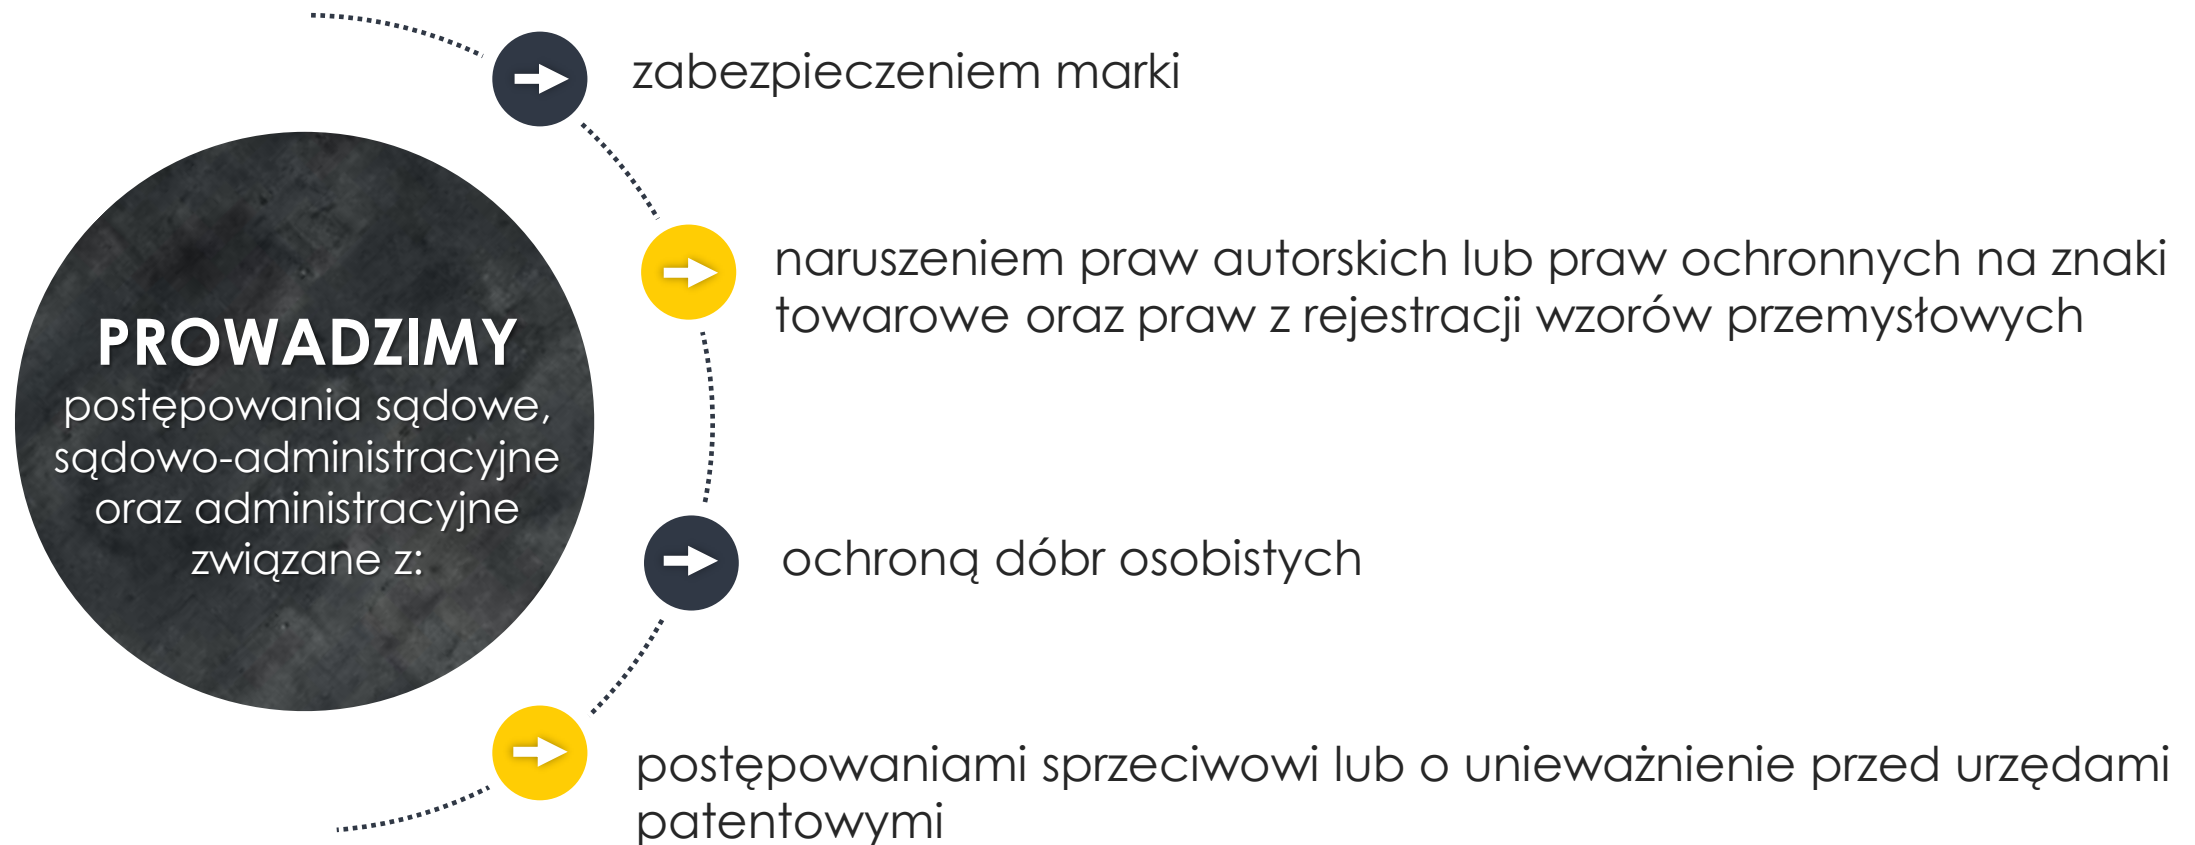 PROWADZIMY
postępowania sądowe,
sądowo-administracyjne
oraz administracyjne
związane z:
zabezpieczeniem marki
naruszeniem praw autorskich lub praw ochronnych na znaki
towarowe oraz praw z rejestracji wzorów przemysłowych
ochroną dóbr osobistych
postępowaniami sprzeciwowi lub o unieważnienie przed urzędami
patentowymi